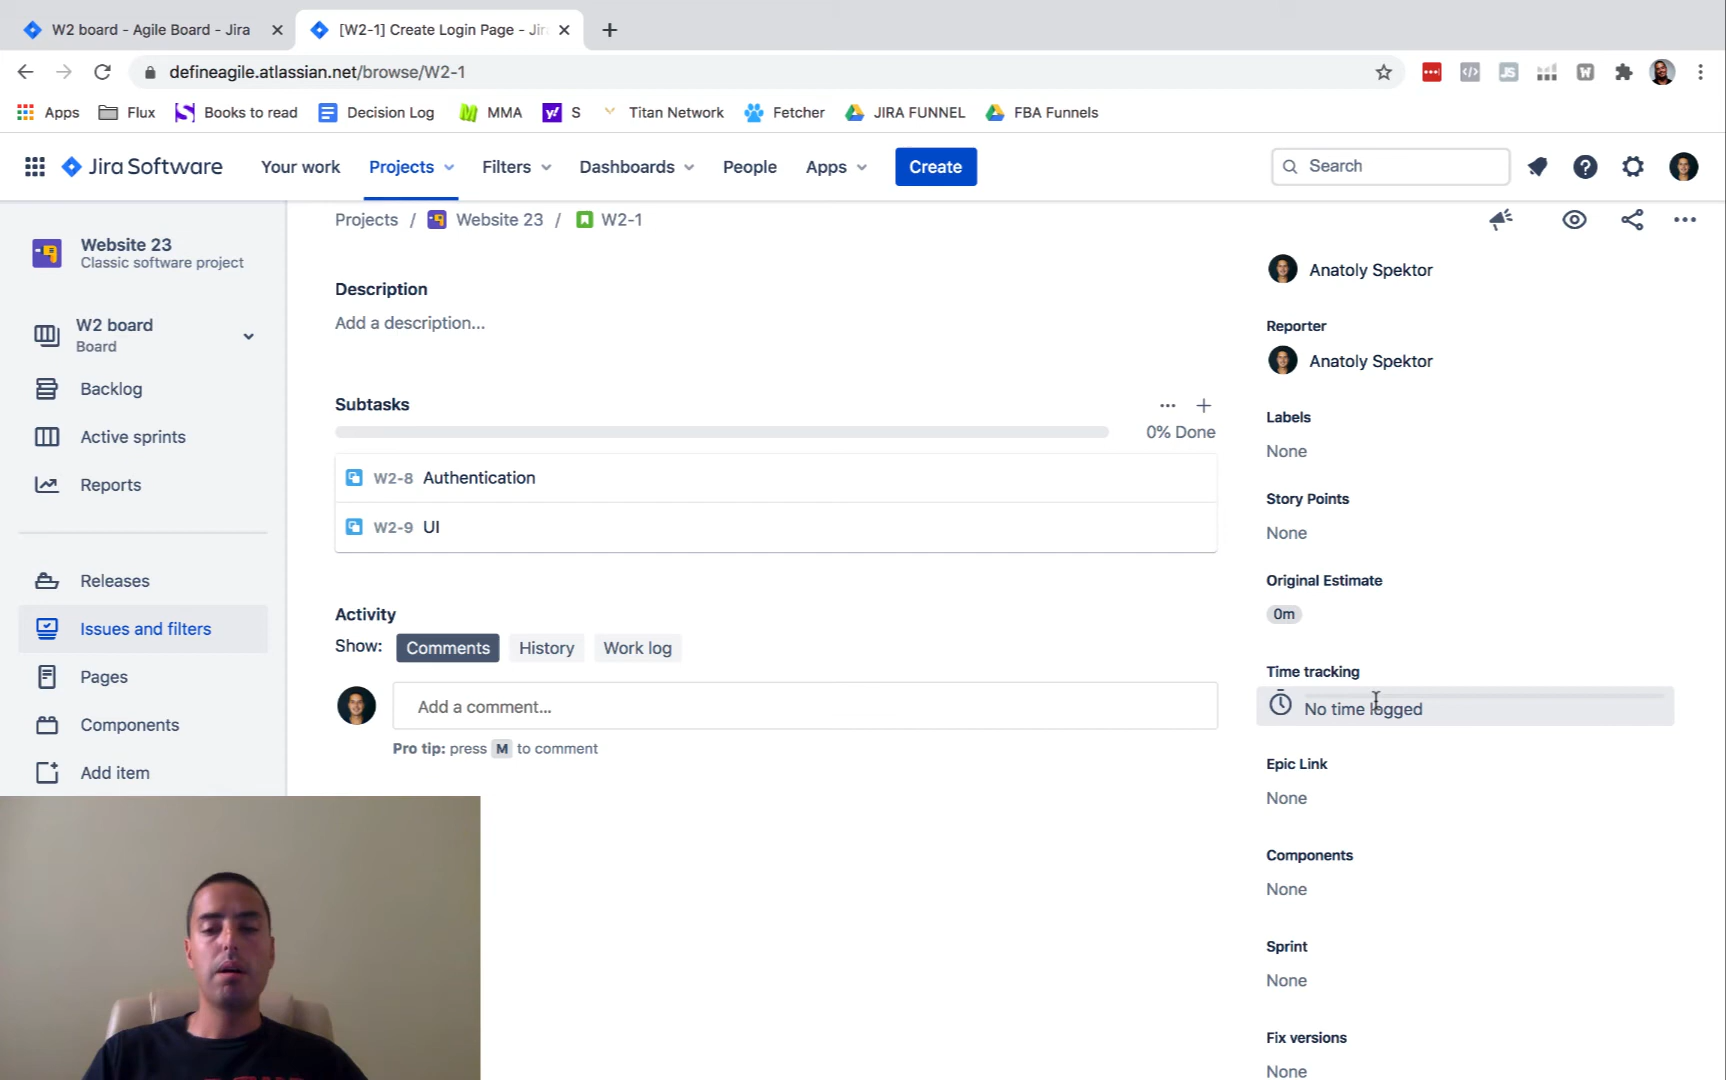 W2 board - Agile Board - Jira
[W2-1] Create Login Page - Jir
defineagile.atlassian.net/browse/W2-1
Apps
Flux
Books to read
Decision Log
MMA
S
Titan Network
Fetcher
JIRA FUNNEL
FBA Funnels
Jira Software
Your work
Projects
Filters
Dashboards
People
Apps
Create
Search
Website 23
Classic software project
W2 board
Board
Backlog
Active sprints
Reports
Releases
Issues and filters
Pages
Components
Add item
Projects / Website 23 / W2-1
Description
Add a description...
Subtasks
0% Done
W2-8 Authentication
W2-9 UI
Activity
Show: Comments History Work log
Add a comment...
Pro tip: press M to comment
Anatoly Spektor
Reporter
Anatoly Spektor
Labels
None
Story Points
None
Original Estimate
0m
Time tracking
No time logged
Epic Link
None
Components
None
Sprint
None
Fix versions
None